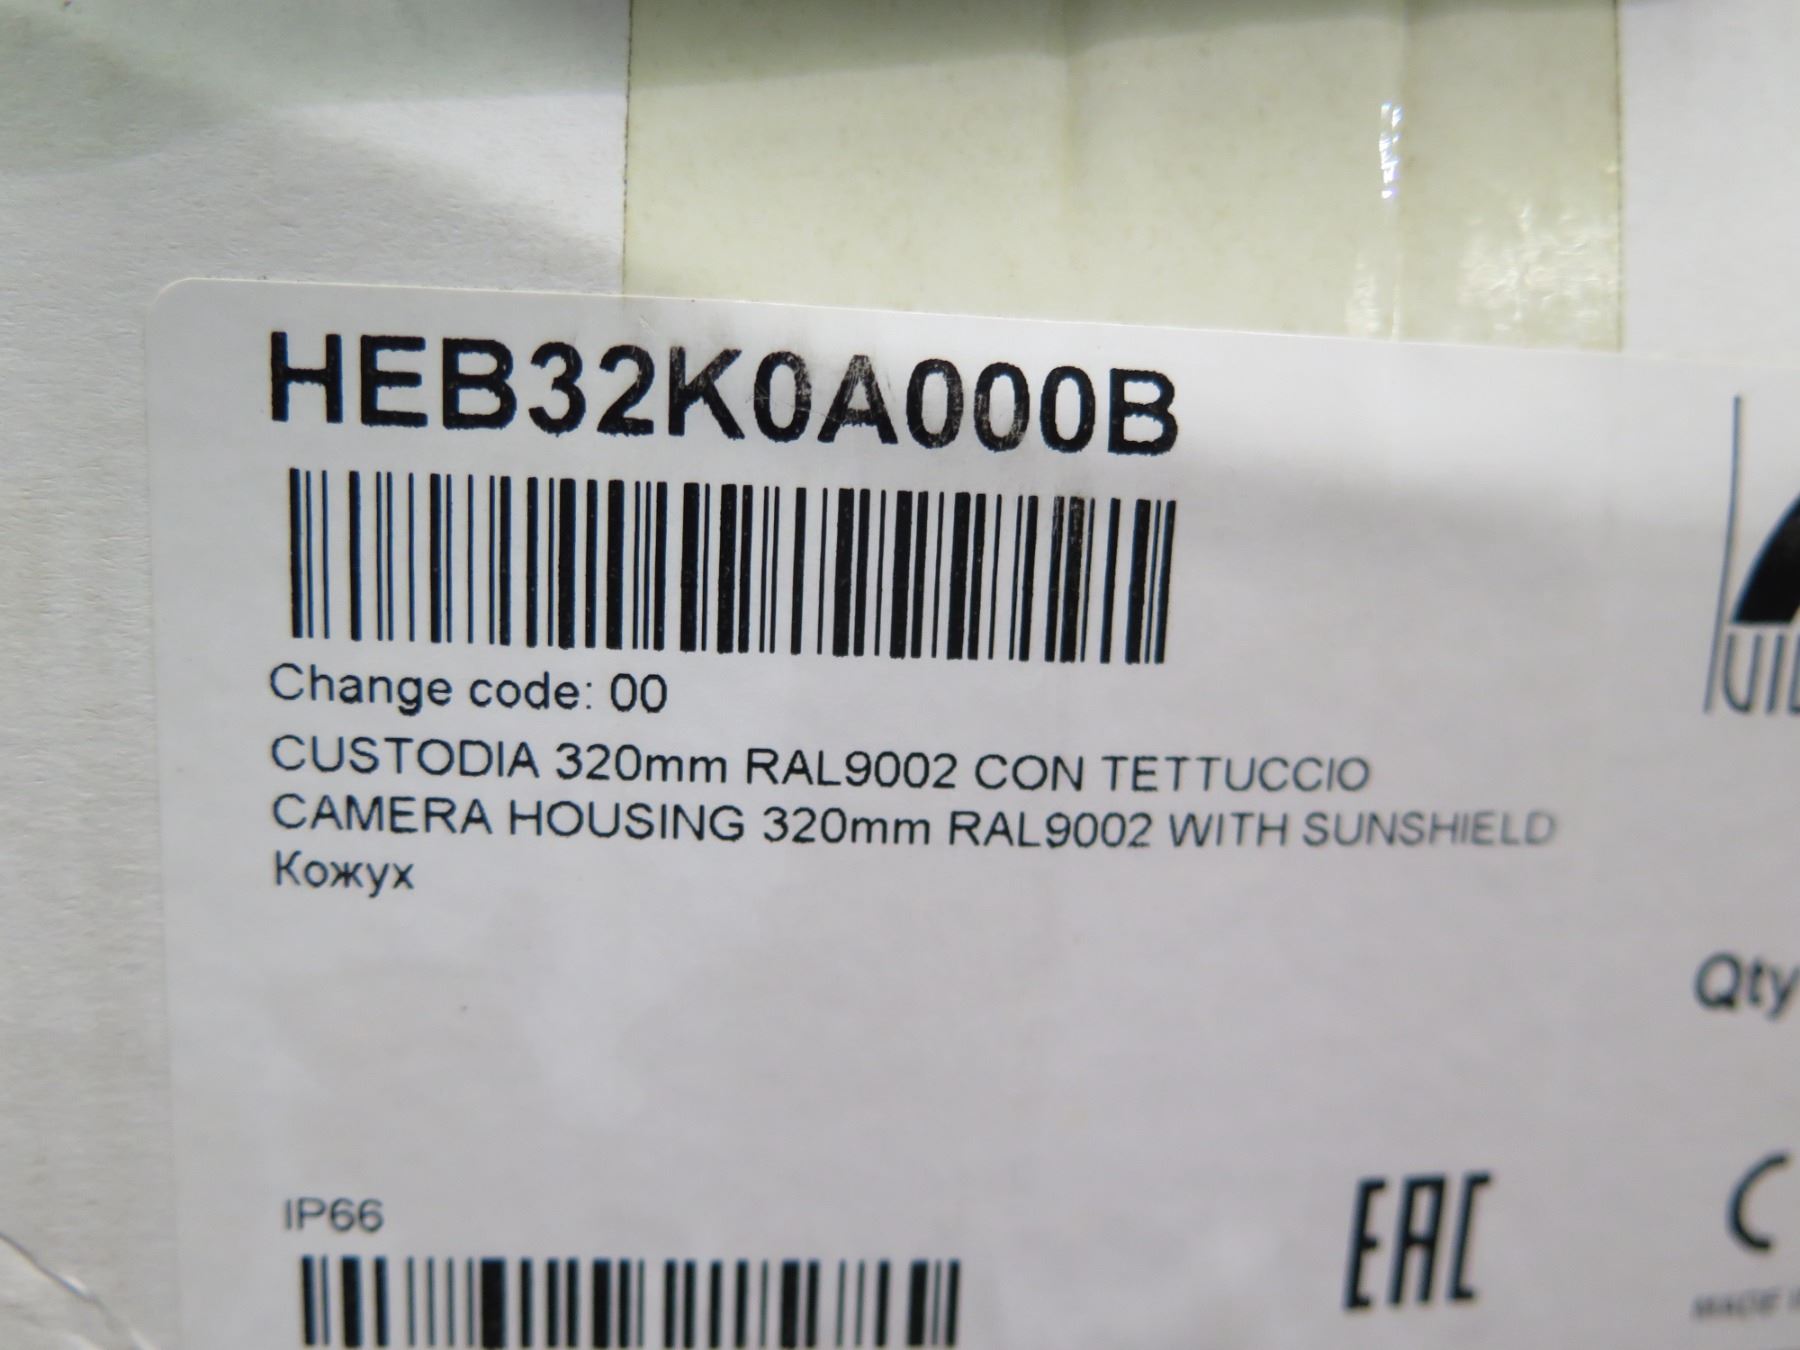 HEB32K0A000B
Change code: 00
CUSTODIA 320mm RAL9002 CON TETTUCCIO
CAMERA HOUSING 320mm RAL9002 WITH SUNSHIELD
Кожух
Qty
IP66
EAC
MADE